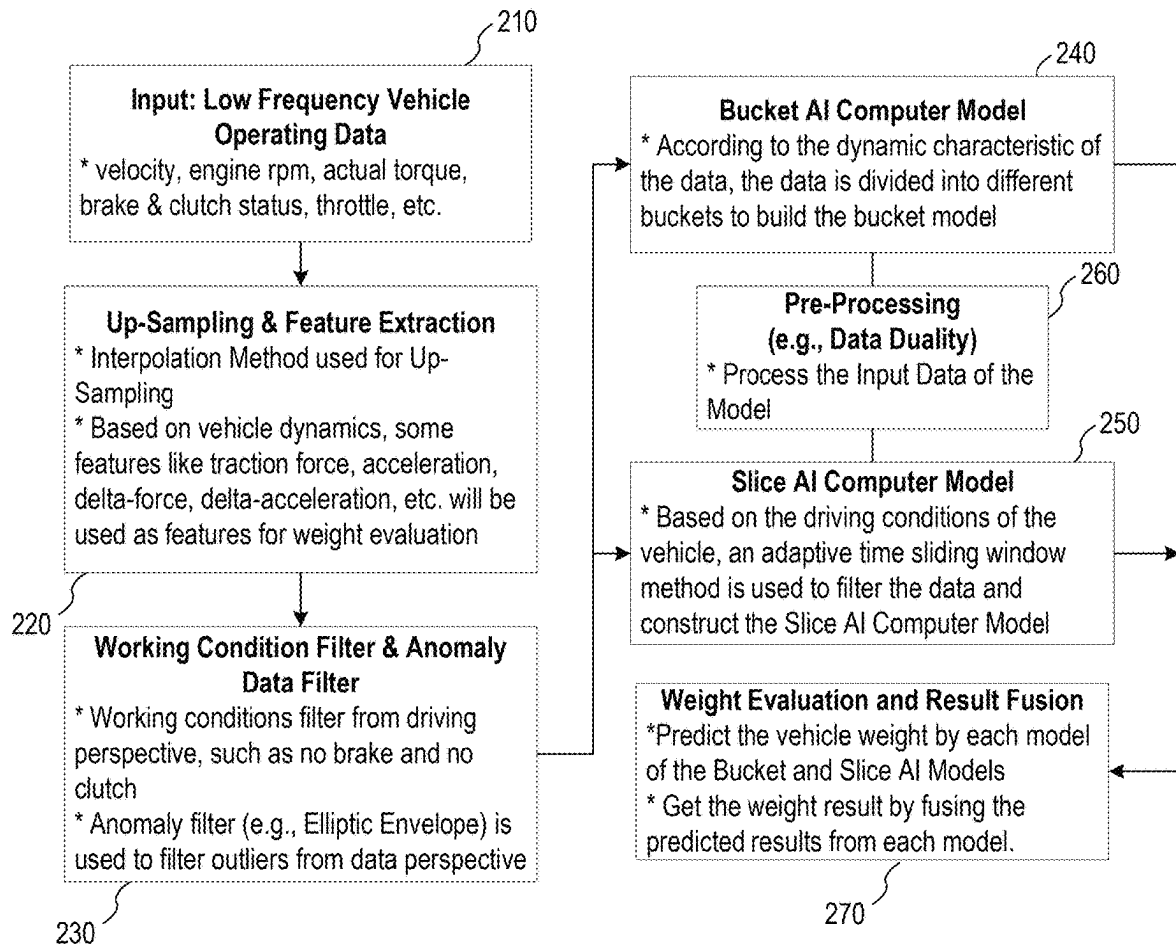 210
Input: Low Frequency Vehicle
Operating Data
* velocity, engine rpm, actual torque,
brake & clutch status, throttle, etc.
Up-Sampling & Feature Extraction
* Interpolation Method used for Up-
Sampling
* Based on vehicle dynamics, some
features like traction force, acceleration,
delta-force, delta-acceleration, etc. will be
used as features for weight evaluation
220
Working Condition Filter & Anomaly
Data Filter
* Working conditions filter from driving
perspective, such as no brake and no
clutch
* Anomaly filter (e.g., Elliptic Envelope) is
used to filter outliers from data perspective
230
240
Bucket AI Computer Model
* According to the dynamic characteristic of
the data, the data is divided into different
buckets to build the bucket model
260
Pre-Processing
(e.g., Data Duality)
* Process the Input Data of the
Model
250
Slice AI Computer Model
* Based on the driving conditions of the
vehicle, an adaptive time sliding window
method is used to filter the data and
construct the Slice AI Computer Model
Weight Evaluation and Result Fusion
*Predict the vehicle weight by each model
of the Bucket and Slice AI Models
* Get the weight result by fusing the
predicted results from each model.
270